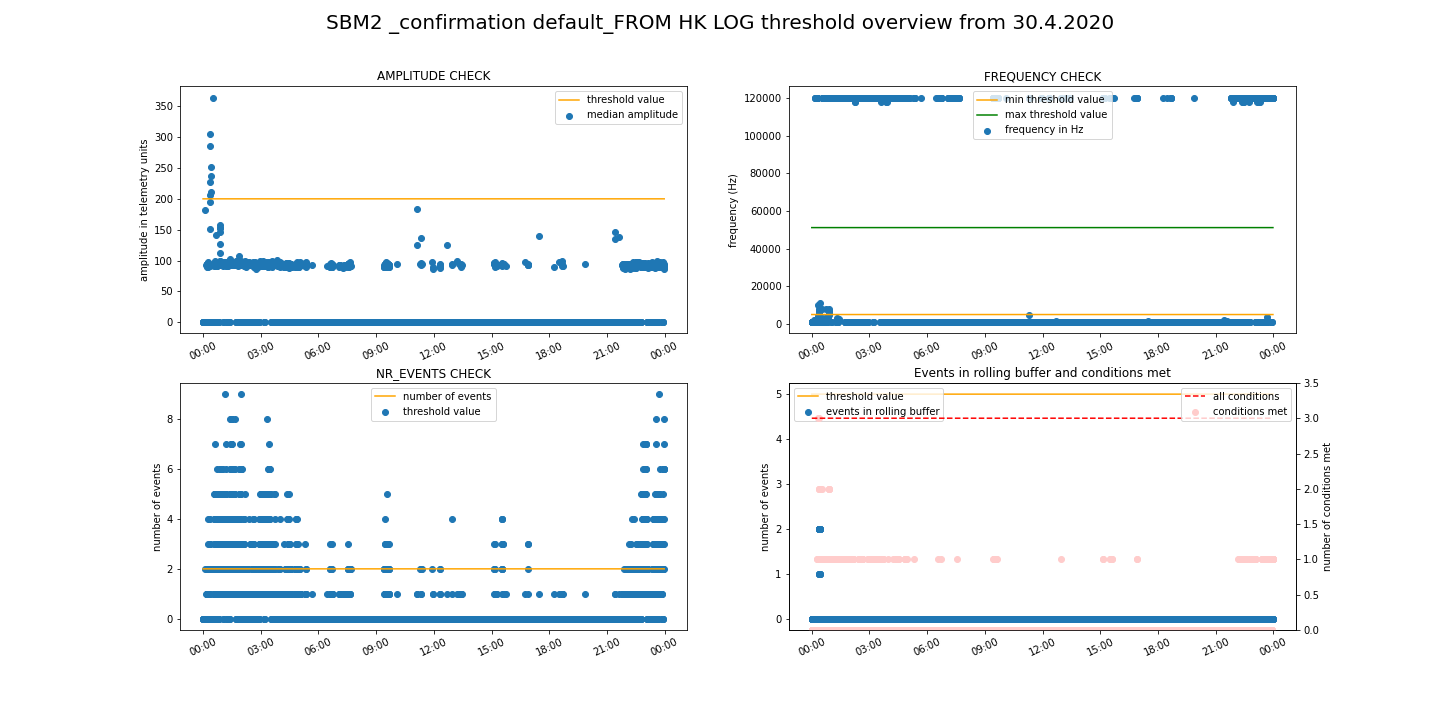 SBM2 _confirmation default_FROM HK LOG threshold overview from 30.4.2020
AMPLITUDE CHECK
amplitude in telemetry units
350
300
250
200
150
100
50
0
threshold value
median amplitude
00:00 03:00 06:00 09:00 12:00 15:00 18:00 21:00 00:00
FREQUENCY CHECK
frequency (Hz)
120000
100000
80000
60000
40000
20000
0
min threshold value
max threshold value
frequency in Hz
00:00 03:00 06:00 09:00 12:00 15:00 18:00 21:00 00:00
NR_EVENTS CHECK
number of events
8
6
4
2
0
number of events
threshold value
00:00 03:00 06:00 09:00 12:00 15:00 18:00 21:00 00:00
Events in rolling buffer and conditions met
number of events
5
4
3
2
1
0
threshold value
events in rolling buffer
all conditions
conditions met
3.5
3.0
2.5
2.0
1.5
1.0
0.5
0.0
number of conditions met
00:00 03:00 06:00 09:00 12:00 15:00 18:00 21:00 00:00